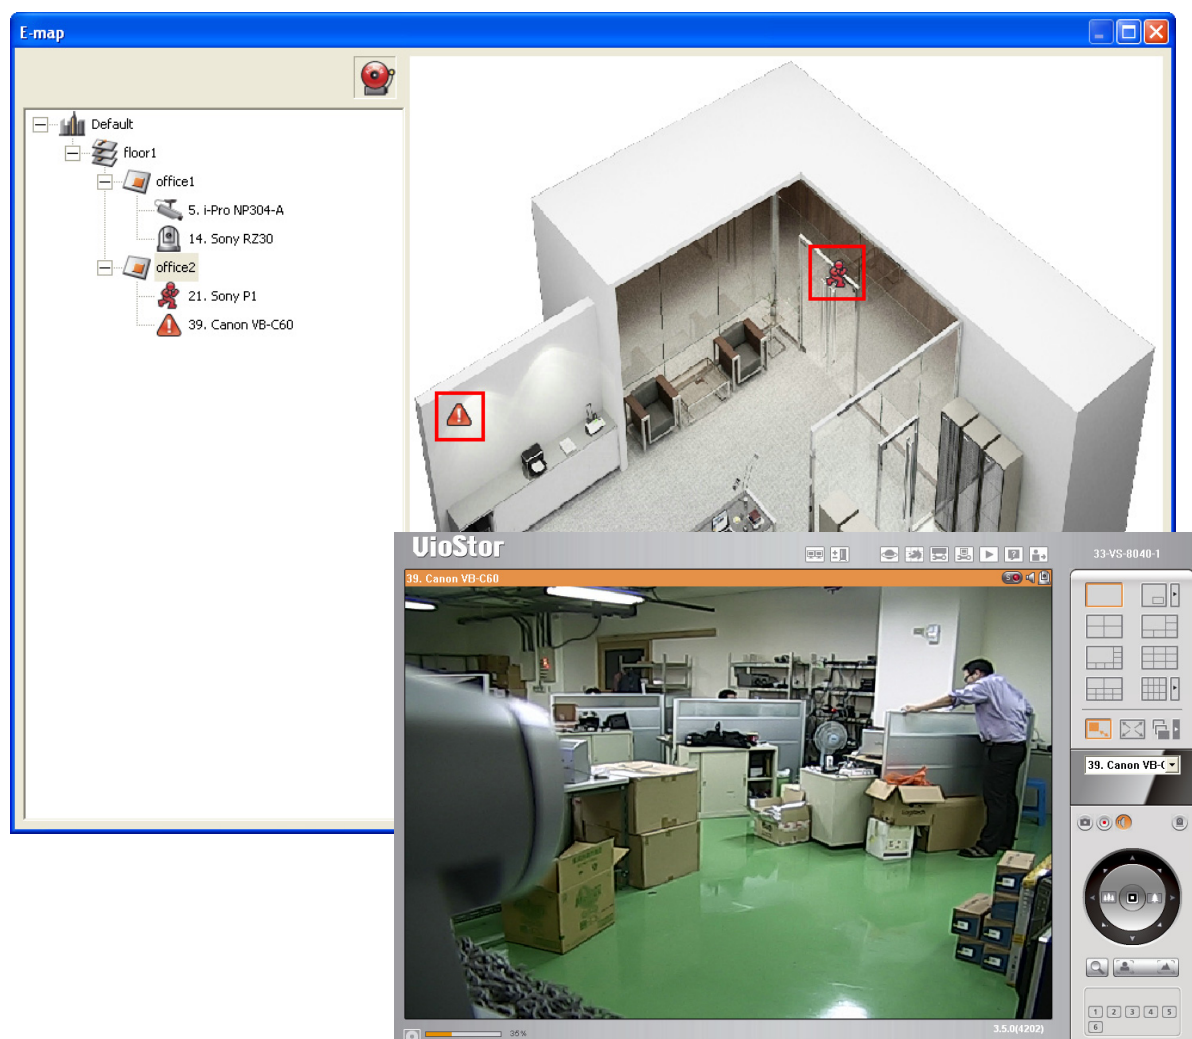 E-map
Default
floor1
office1
5. i-Pro NP304-A
14. Sony RZ30
office2
21. Sony P1
39. Canon VB-C60
VioStor
33-VS-8040-1
39. Canon VB-C60
39. Canon VB-(
35%
3.5.0(4202)
1 2 3 4 5
6